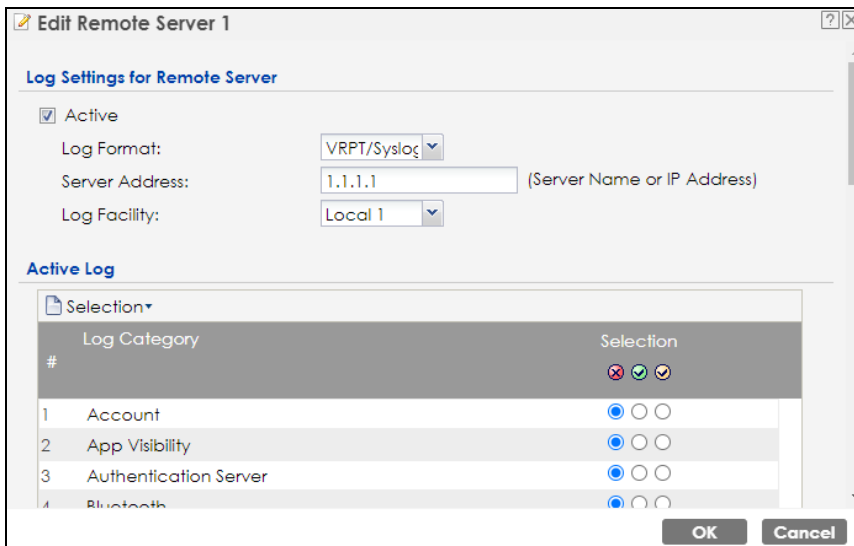 Edit Remote Server 1
Log Settings for Remote Server
Active
Log Format: VRPT/Syslog
Server Address: 1.1.1.1 (Server Name or IP Address)
Log Facility: Local 1
Active Log
Selection
# Log Category Selection
1 Account
2 App Visibility
3 Authentication Server
4 Bluetooth
OK Cancel